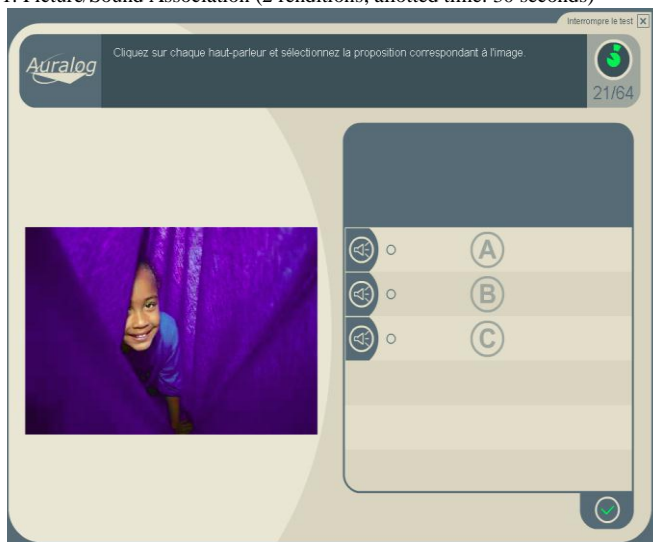 1. Picture/Sound Association (2 renditions, allotted time: 30 seconds)
Interrompre le test
Auralog
Cliquez sur chaque haut-parleur et sélectionnez la proposition correspondant à l'image.
21/64
A
B
C